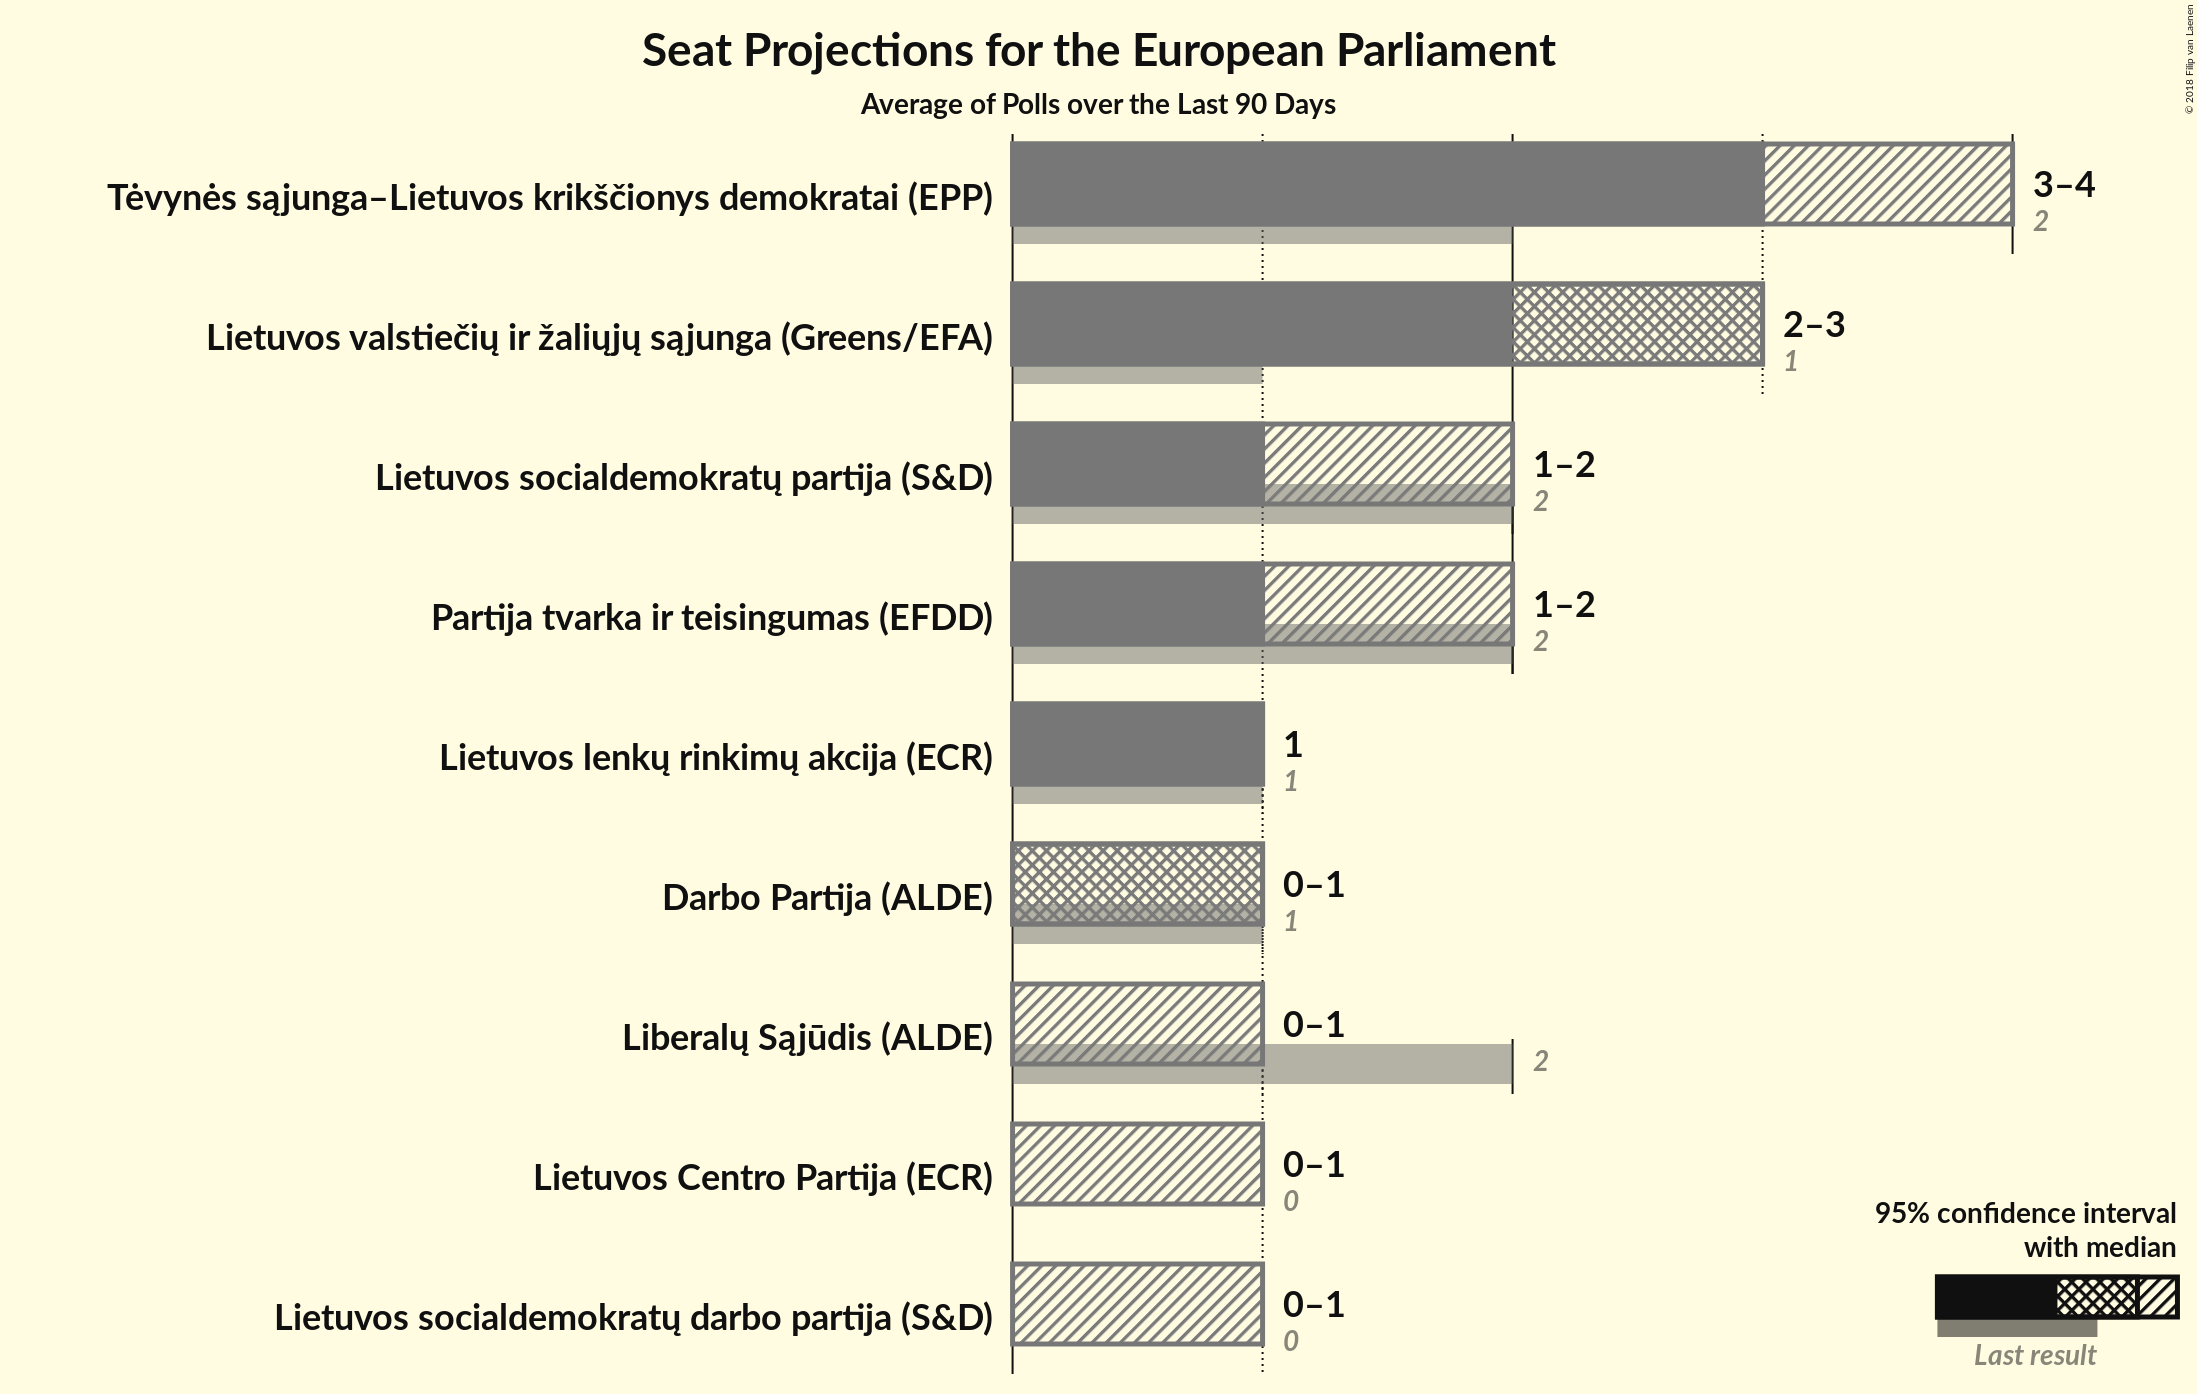 Seat Projections for the European Parliament
Average of Polls over the Last 90 Days
© 2018 Filip van Laenen
Tėvynės sąjunga–Lietuvos krikščionys demokratai (EPP)
3–4
2
Lietuvos valstiečių ir žaliųjų sąjunga (Greens/EFA)
2–3
1
Lietuvos socialdemokratų partija (S&D)
1–2
2
Partija tvarka ir teisingumas (EFDD)
1–2
2
Lietuvos lenkų rinkimų akcija (ECR)
1
1
Darbo Partija (ALDE)
0–1
1
Liberalų Sąjūdis (ALDE)
0–1
2
Lietuvos Centro Partija (ECR)
0–1
0
Lietuvos socialdemokratų darbo partija (S&D)
0–1
0
95% confidence interval
with median
Last result